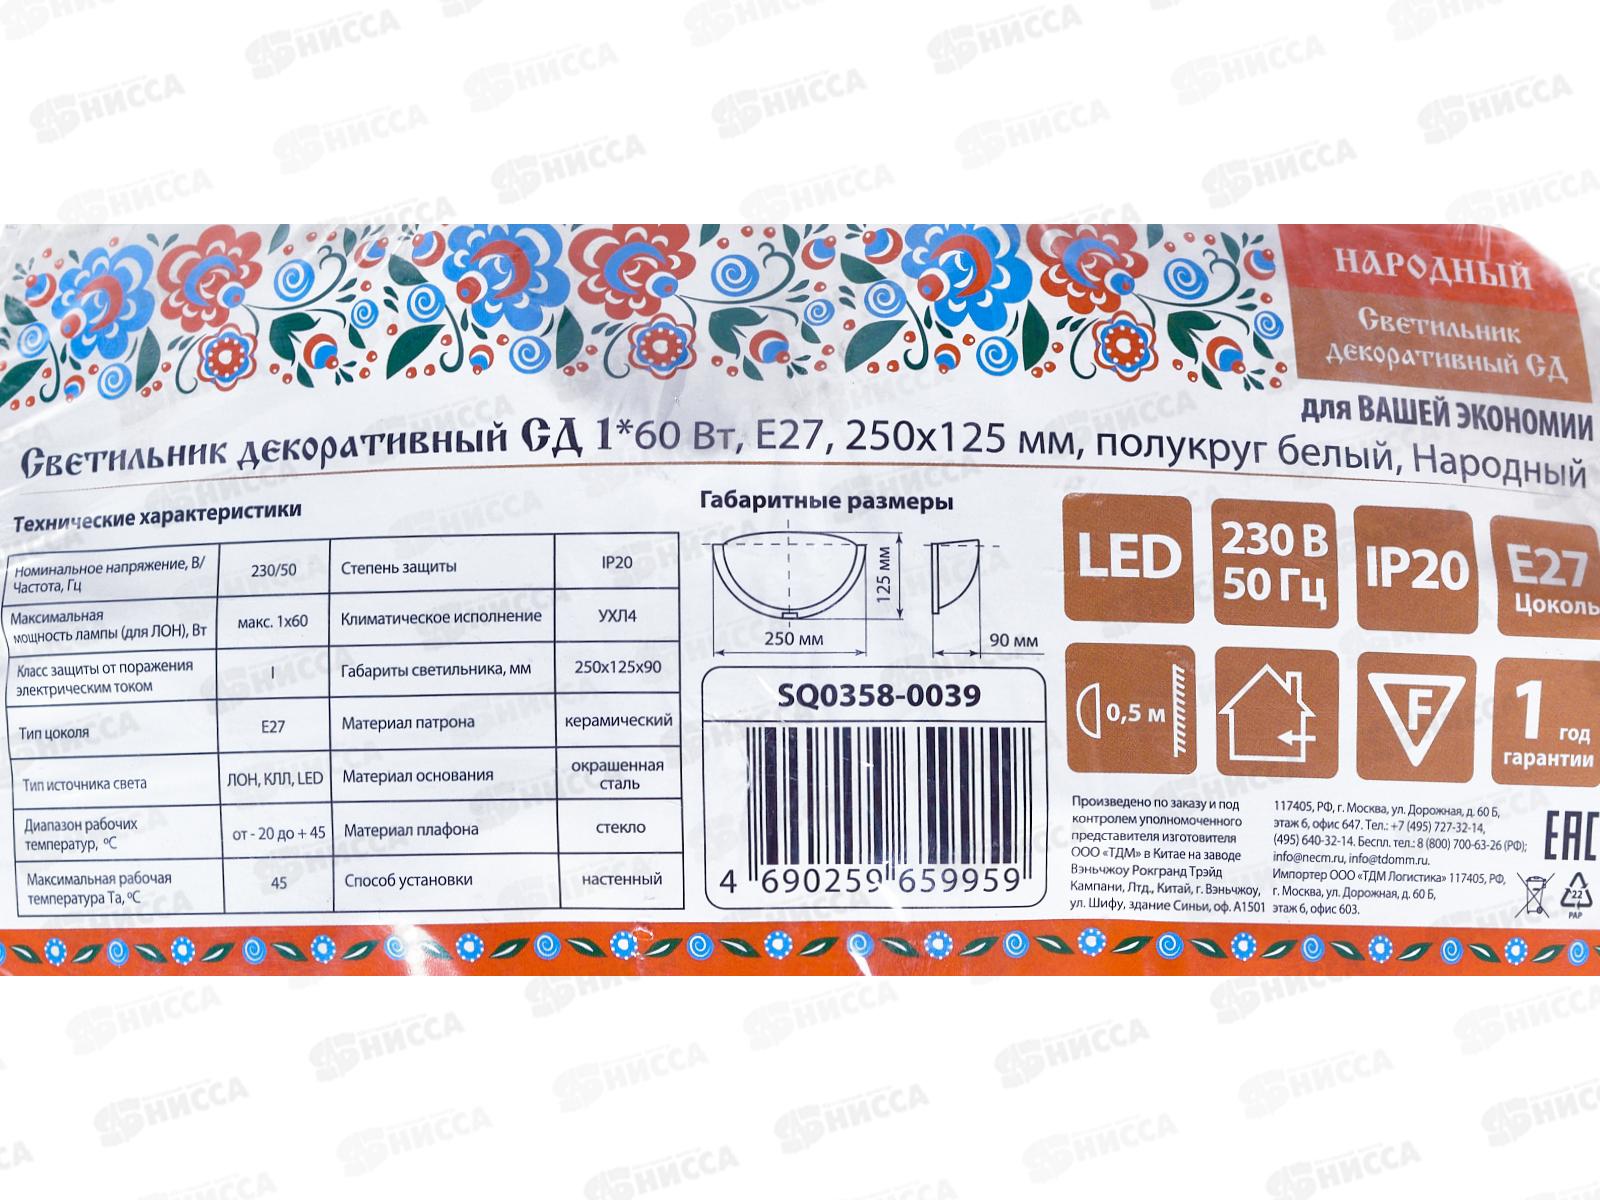 НАРОДНЫЙ
Светильник
декоративный СД
для ВАШЕЙ ЭКОНОМИИ
Светильник декоративный СД 1*60 Вт, Е27, 250х125 мм, полукруг белый, Народный
Технические характеристики
Номинальное напряжение, В/
Частота, Гц
230/50
Степень защиты
IP20
Максимальная
мощность лампы (для ЛОН), Вт
макс. 1х60
Климатическое исполнение
УХЛ4
Класс защиты от поражения
электрическим током
I
Габариты светильника, мм
250х125х90
Тип цоколя
Е27
Материал патрона
керамический
Тип источника света
ЛОН, КЛЛ, LED
Материал основания
окрашенная
сталь
Диапазон рабочих
температур, ºС
от - 20 до + 45
Материал плафона
стекло
Максимальная рабочая
температура Та, ºС
45
Способ установки
настенный
Габаритные размеры
125 мм
250 мм
90 мм
SQ0358-0039
4 690259 659959
LED
230 В
50 Гц
IP20
E27
Цоколь
0,5 м
F
1 год
гарантии
Произведено по заказу и под
контролем уполномоченного
представителя изготовителя
ООО «ТДМ» в Китае на заводе
Вэньчжоу Рокгранд Трэйд
Кампани, Лтд., Китай, г. Вэньчжоу,
ул. Шифу, здание Синьи, оф. А1501
117405, РФ, г. Москва, ул. Дорожная, д. 60 Б,
этаж 6, офис 647. Тел.: +7 (495) 727-32-14,
(495) 640-32-14. Беспл. тел.: 8 (800) 700-63-26 (РФ);
info@necm.ru, info@tdomm.ru.
Импортер ООО «ТДМ Логистика» 117405, РФ,
г. Москва, ул. Дорожная, д. 60 Б,
этаж 6, офис 603.
EAC
22
PAP
НИССА